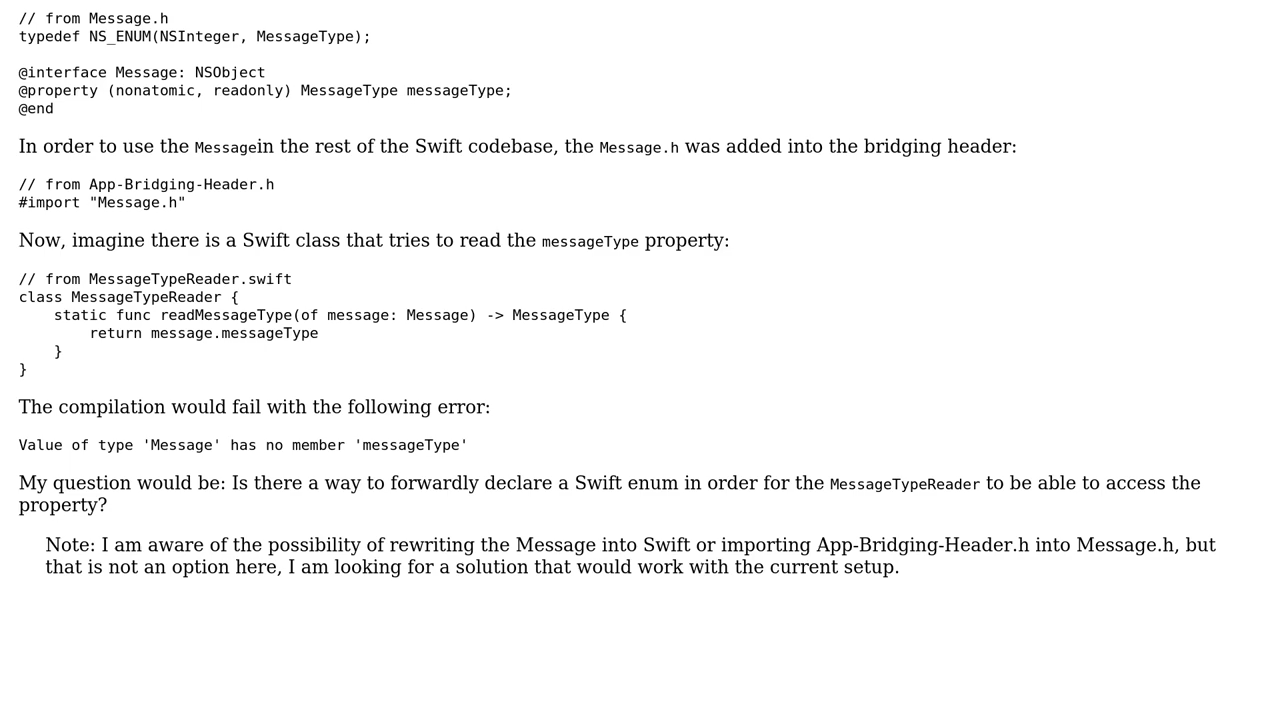 // from Message.h
typedef NS_ENUM(NSInteger, MessageType);
@interface Message: NSObject
@property (nonatomic, readonly) MessageType messageType;
@end
In order to use the Messagein the rest of the Swift codebase, the Message.h was added into the bridging header:
// from App-Bridging-Header.h
#import "Message.h"
Now, imagine there is a Swift class that tries to read the messageType property:
// from MessageTypeReader.swift
class MessageTypeReader {
    static func readMessageType(of message: Message) -> MessageType {
        return message.messageType
    }
}
The compilation would fail with the following error:
Value of type 'Message' has no member 'messageType'
My question would be: Is there a way to forwardly declare a Swift enum in order for the MessageTypeReader to be able to access the
property?
Note: I am aware of the possibility of rewriting the Message into Swift or importing App-Bridging-Header.h into Message.h, but
that is not an option here, I am looking for a solution that would work with the current setup.